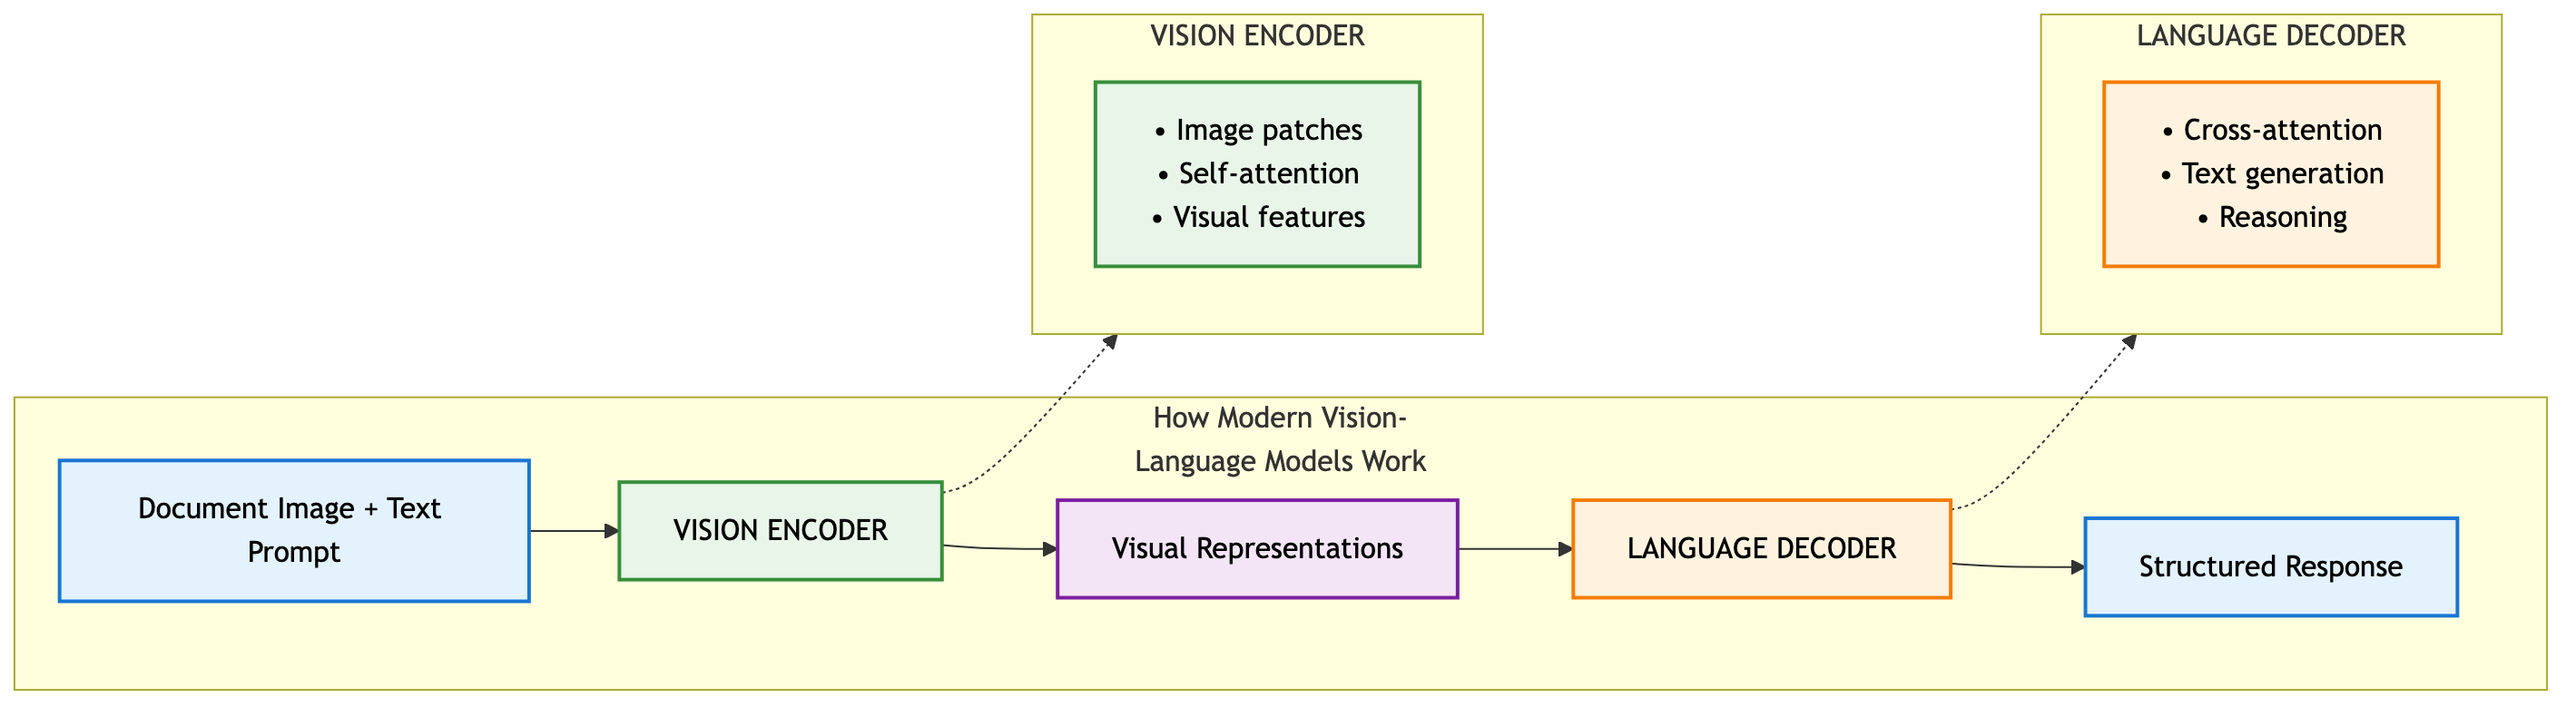 VISION ENCODER
• Image patches
• Self-attention
• Visual features
LANGUAGE DECODER
• Cross-attention
• Text generation
• Reasoning
How Modern Vision-
Language Models Work
Document Image + Text
Prompt
VISION ENCODER
Visual Representations
LANGUAGE DECODER
Structured Response